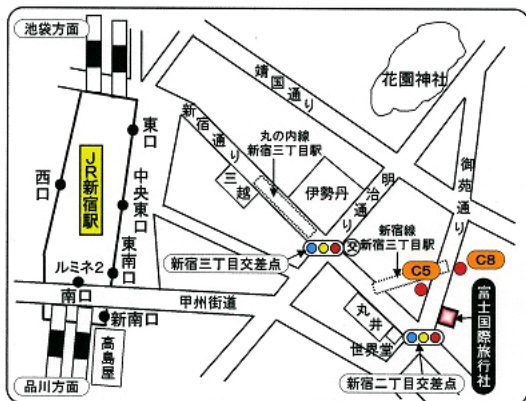 池袋方面
花園神社
靖国通り
新宿通り
丸の内線
新宿三丁目駅
東口
三越
伊勢丹
明治通り
御苑通り
JR新宿駅
西口
中央東口
交
新宿線
新宿三丁目駅
東南口
ルミネ2
新宿三丁目交差点
C5
C8
南口
甲州街道
新南口
丸井
富士国際旅行社
高島屋
世界堂
品川方面
新宿二丁目交差点